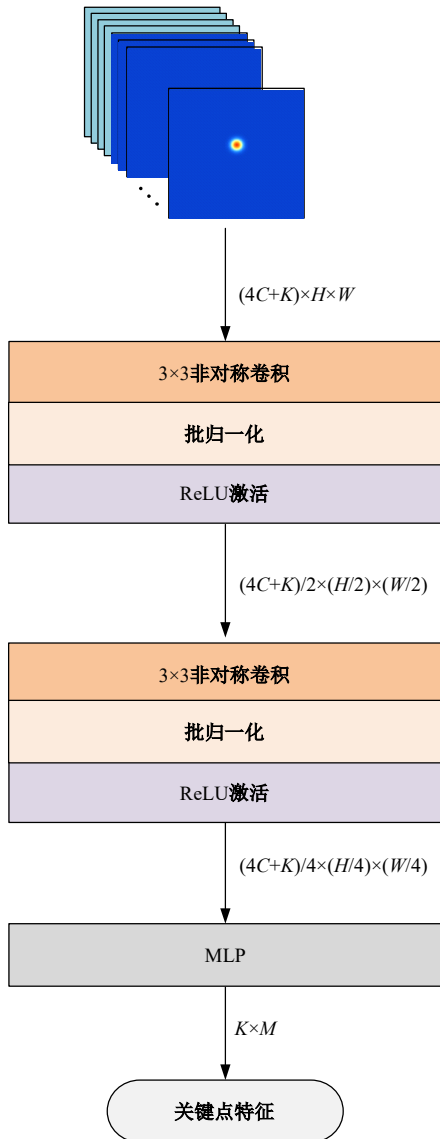 (4C+K)×H×W
3×3非对称卷积
批归一化
ReLU激活
(4C+K)/2×(H/2)×(W/2)
3×3非对称卷积
批归一化
ReLU激活
(4C+K)/4×(H/4)×(W/4)
MLP
K×M
关键点特征